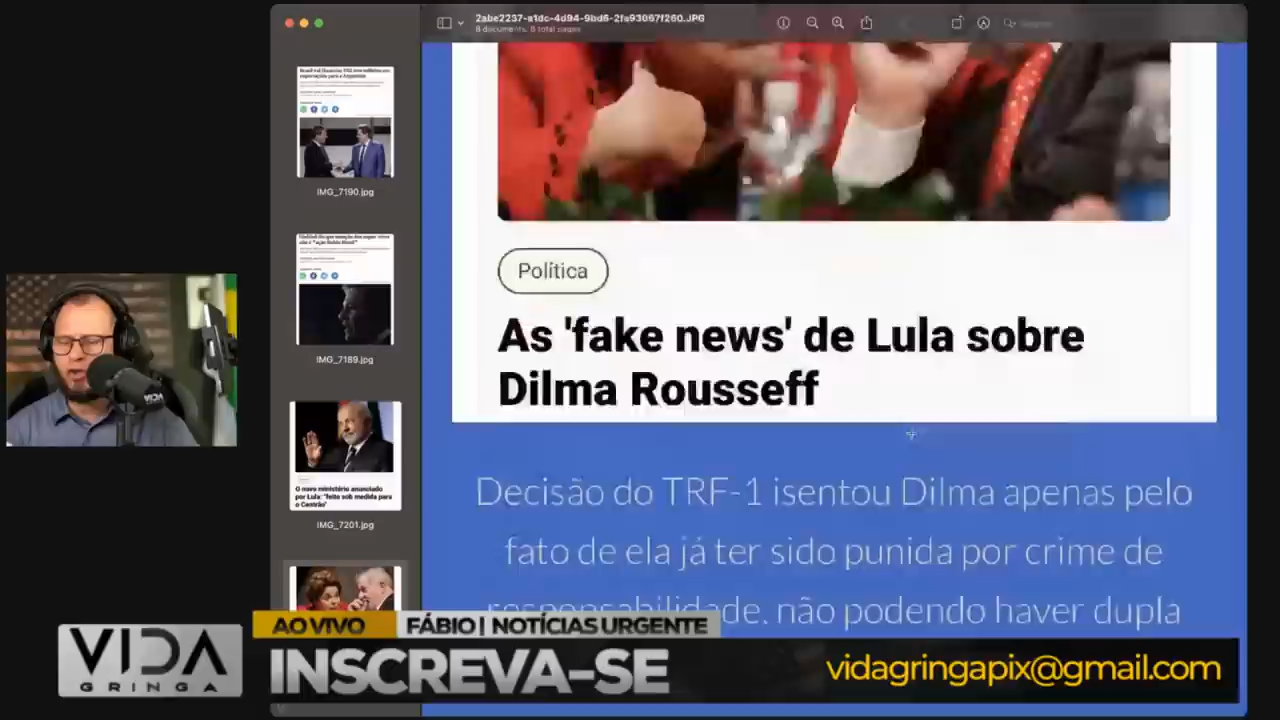 2abe2237-a1dc-4d94-9bd6-2fa93067f260.JPG
IMG_7190.jpg
IMG_7189.jpg
O novo ministério anunciado
por Lula: "feito sob medida para
o Centrão"
IMG_7201.jpg
Política
As 'fake news' de Lula sobre
Dilma Rousseff
Decisão do TRF-1 isentou Dilma apenas pelo
fato de ela já ter sido punida por crime de
responsabilidade, não podendo haver dupla
AO VIVO
FÁBIO | NOTÍCIAS URGENTE
VIDA
GRINGA
INSCREVA-SE
vidagringapix@gmail.com
VIDA